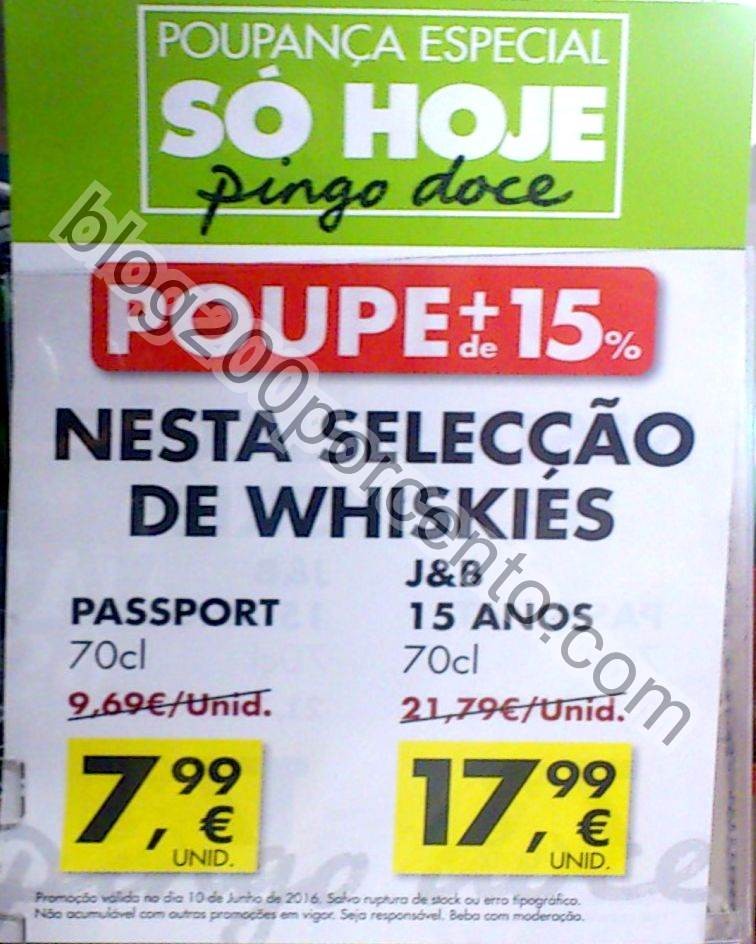 POUPANÇA ESPECIAL
SÓ HOJE
pingo doce
POUPE + de 15%
NESTA SELECÇÃO
DE WHISKIES
PASSPORT
70cl
9,69€/Unid.
7,99 €
UNID.
J&B
15 ANOS
70cl
21,79€/Unid.
17,99 €
UNID.
Promoção válida no dia 10 de Junho de 2016. Salvo ruptura de stock ou erro tipográfico.
Não acumulável com outras promoções em vigor. Seja responsável. Beba com moderação.
blog200porcento.com